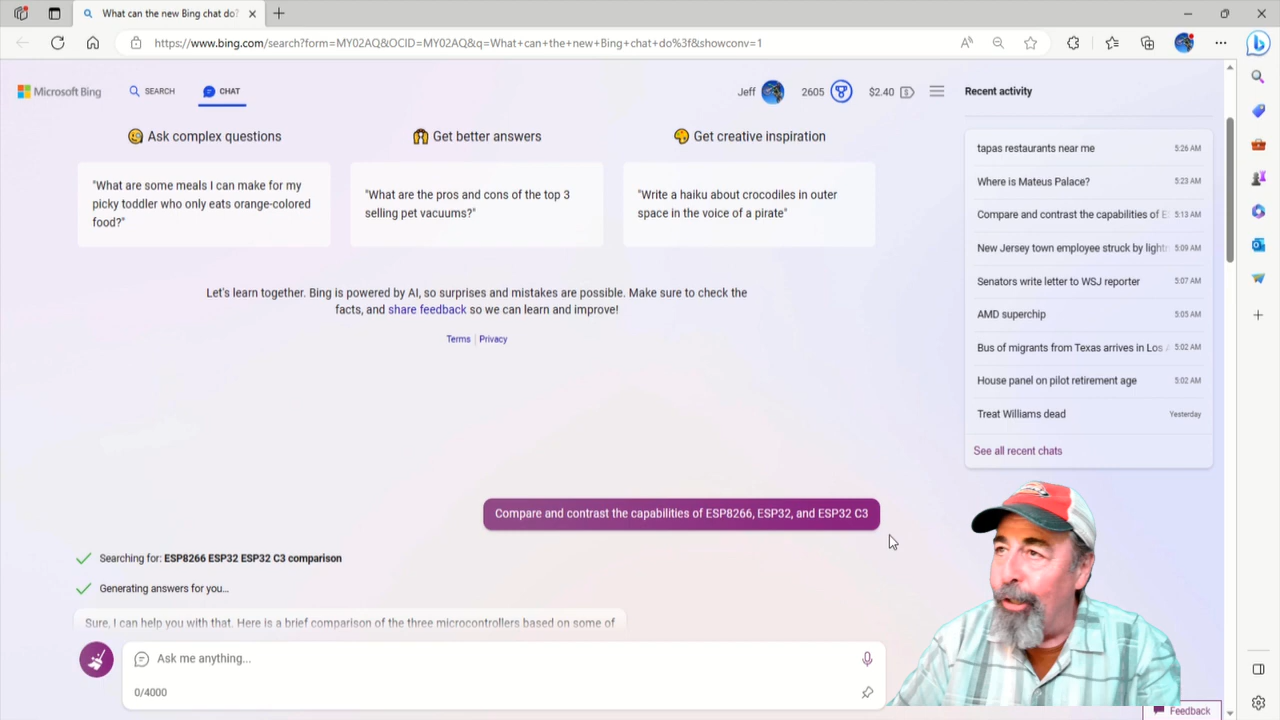 What can the new Bing chat do?
https://www.bing.com/search?form=MY02AQ&OCID=MY02AQ&q=What+can+the+new+Bing+chat+do%3f&showconv=1
Microsoft Bing
SEARCH
CHAT
Jeff
2605
$2.40
Recent activity
Ask complex questions
Get better answers
Get creative inspiration
"What are some meals I can make for my
picky toddler who only eats orange-colored
food?"
"What are the pros and cons of the top 3
selling pet vacuums?"
"Write a haiku about crocodiles in outer
space in the voice of a pirate"
Let's learn together. Bing is powered by AI, so surprises and mistakes are possible. Make sure to check the
facts, and share feedback so we can learn and improve!
Terms | Privacy
tapas restaurants near me 5:26 AM
Where is Mateus Palace? 5:23 AM
Compare and contrast the capabilities of E 5:13 AM
New Jersey town employee struck by lightn 5:09 AM
Senators write letter to WSJ reporter 5:07 AM
AMD superchip 5:05 AM
Bus of migrants from Texas arrives in Los 5:02 AM
House panel on pilot retirement age 5:02 AM
Treat Williams dead Yesterday
See all recent chats
Compare and contrast the capabilities of ESP8266, ESP32, and ESP32 C3
Searching for: ESP8266 ESP32 ESP32 C3 comparison
Generating answers for you...
Sure, I can help you with that. Here is a brief comparison of the three microcontrollers based on some of
Ask me anything...
0/4000
Feedback